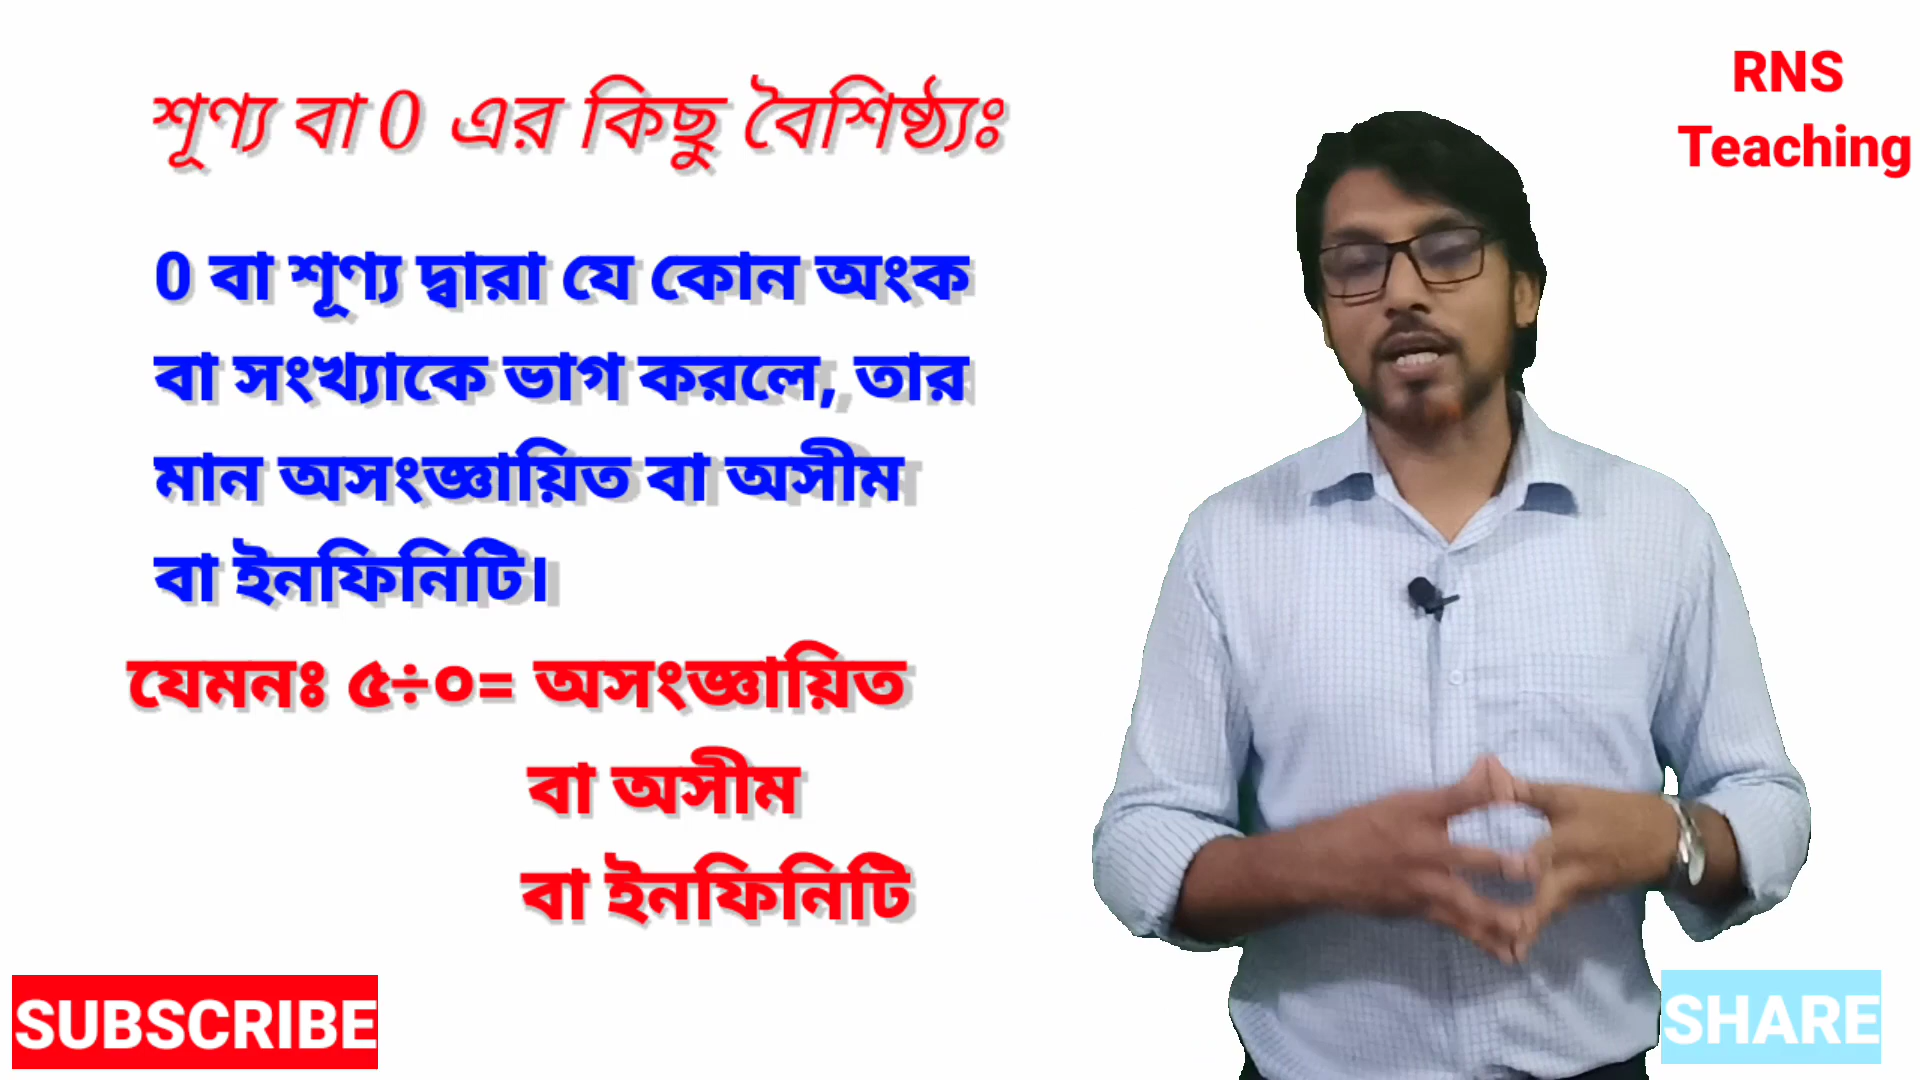 শূণ্য বা 0 এর কিছু বৈশিষ্ঠ্যঃ
0 বা শূণ্য দ্বারা যে কোন অংক
বা সংখ্যাকে ভাগ করলে, তার
মান অসংজ্ঞায়িত বা অসীম
বা ইনফিনিটি।
যেমনঃ ৫÷০= অসংজ্ঞায়িত
বা অসীম
বা ইনফিনিটি
RNS
Teaching
SUBSCRIBE
SHARE